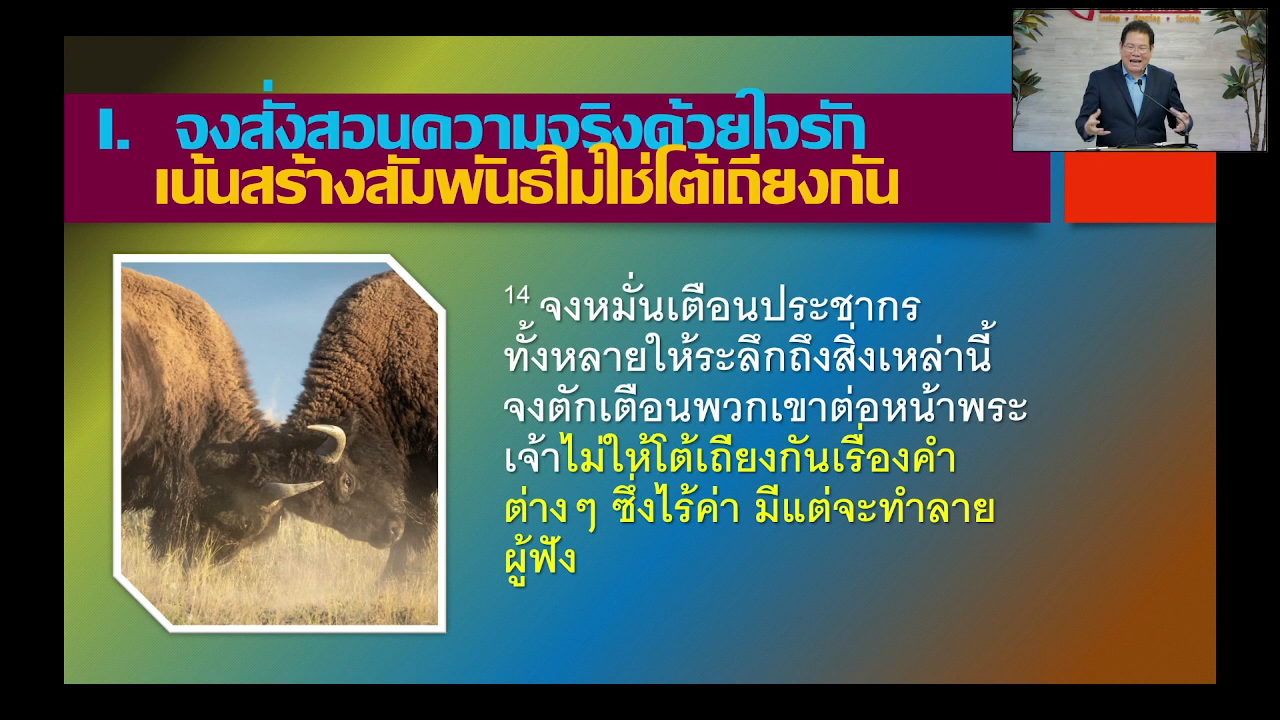 I. จงสั่งสอนความจริงด้วยใจรัก
เน้นสร้างสัมพันธ์ไม่ใช่โต้เถียงกัน
14 จงหมั่นเตือนประชากร
ทั้งหลายให้ระลึกถึงสิ่งเหล่านี้
จงตักเตือนพวกเขาต่อหน้าพระ
เจ้าไม่ให้โต้เถียงกันเรื่องคำ
ต่างๆ ซึ่งไร้ค่า มีแต่จะทำลาย
ผู้ฟัง